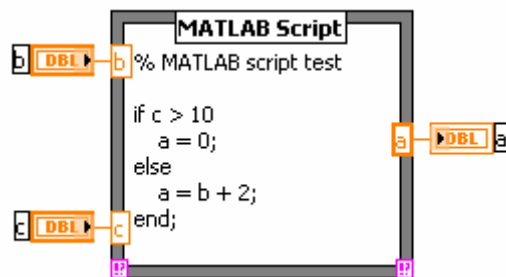 MATLAB Script
b DBL b % MATLAB script test
if c > 10
a = 0;
a DBL a
else
a = b + 2;
c DBL c end;
!? !?